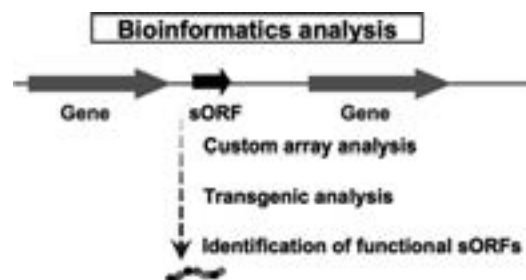 Bioinformatics analysis
Gene sORF Gene
Custom array analysis
Transgenic analysis
Identification of functional sORFs